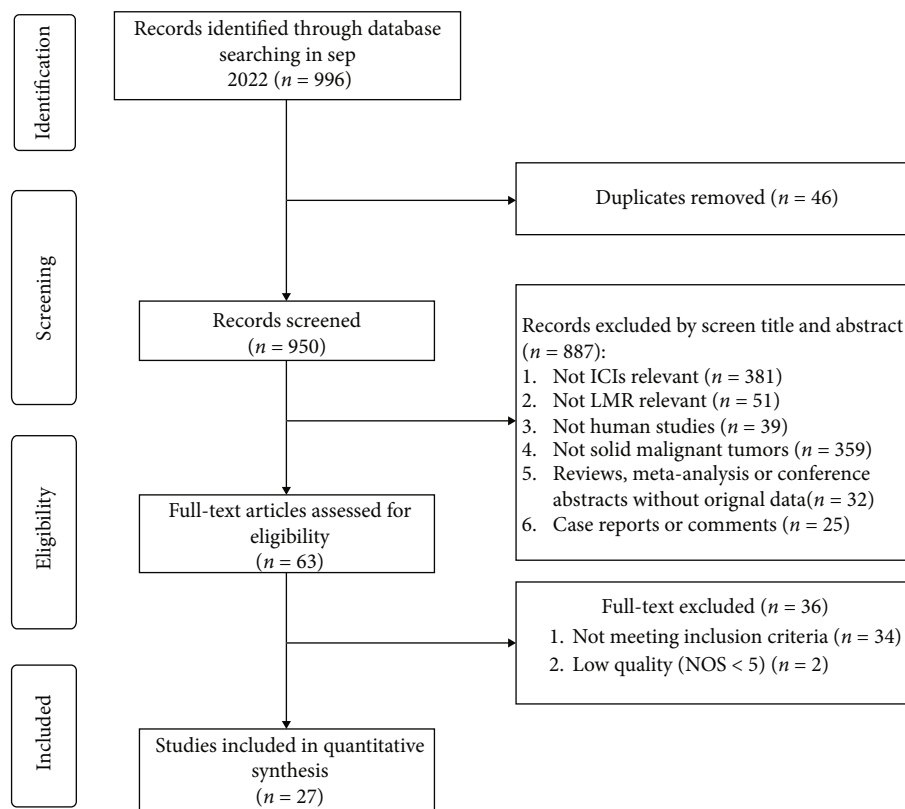 Identification
Records identified through database
searching in sep
2022 (n = 996)
Duplicates removed (n = 46)
Screening
Records screened
(n = 950)
Records excluded by screen title and abstract
(n = 887):
1. Not ICIs relevant (n = 381)
2. Not LMR relevant (n = 51)
3. Not human studies (n = 39)
4. Not solid malignant tumors (n = 359)
5. Reviews, meta-analysis or conference
abstracts without orignal data(n = 32)
6. Case reports or comments (n = 25)
Eligibility
Full-text articles assessed for
eligibility
(n = 63)
Full-text excluded (n = 36)
1. Not meeting inclusion criteria (n = 34)
2. Low quality (NOS < 5) (n = 2)
Included
Studies included in quantitative
synthesis
(n = 27)